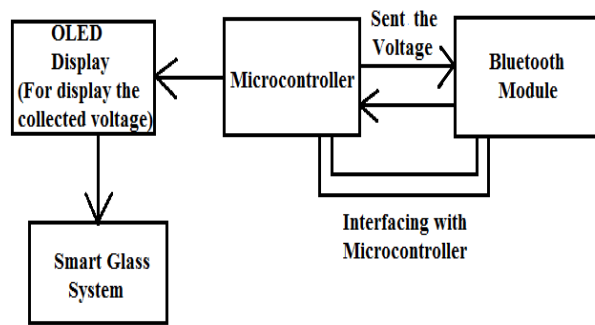 OLED
Display
(For display the
collected voltage)
Microcontroller
Sent the
Voltage
Bluetooth
Module
Interfacing with
Microcontroller
Smart Glass
System